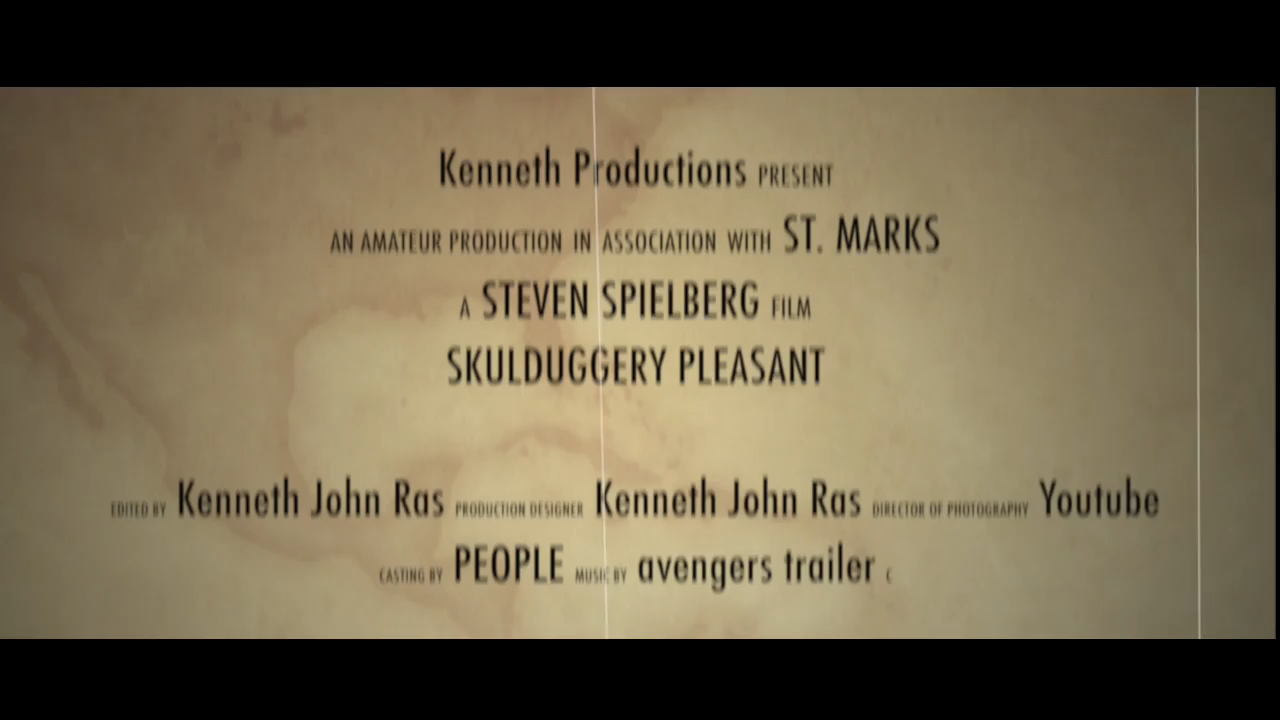 Kenneth Productions PRESENT
AN AMATEUR PRODUCTION IN ASSOCIATION WITH ST. MARKS
A STEVEN SPIELBERG FILM
SKULDUGGERY PLEASANT
EDITED BY Kenneth John Ras PRODUCTION DESIGNER Kenneth John Ras DIRECTOR OF PHOTOGRAPHY Youtube
CASTING BY PEOPLE MUSIC BY avengers trailer C